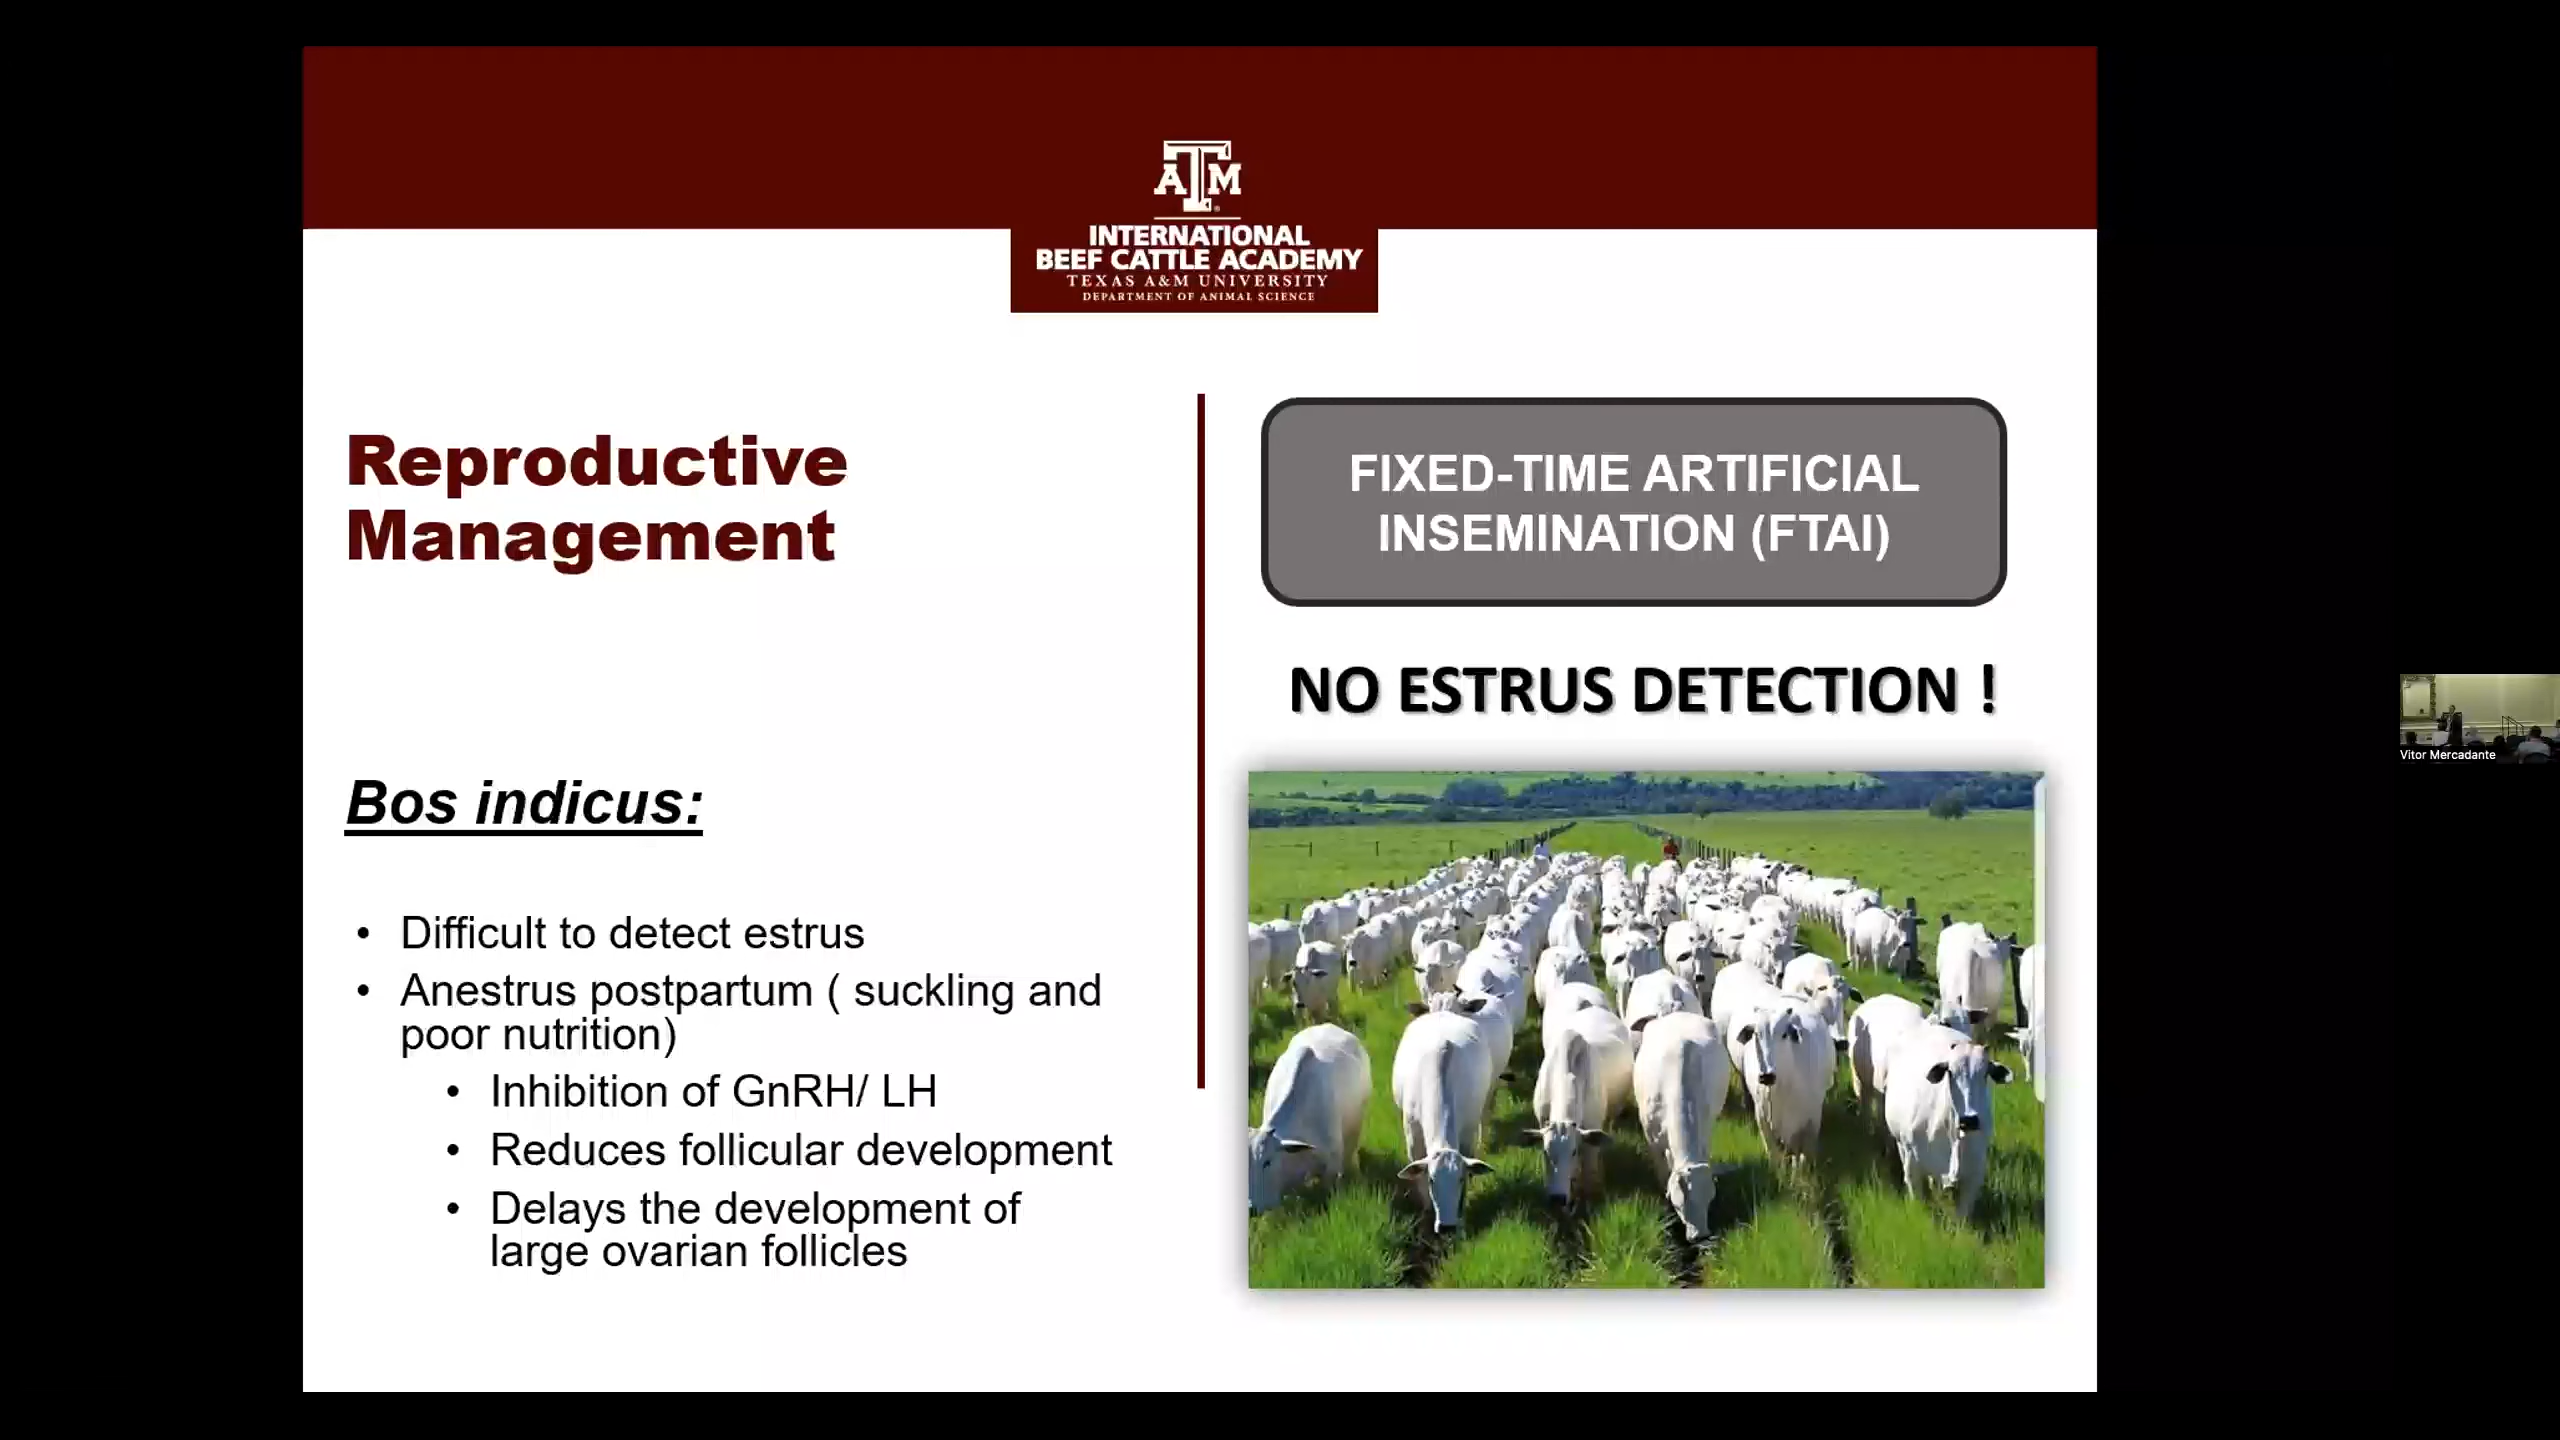 ATM
INTERNATIONAL
BEEF CATTLE ACADEMY
TEXAS A&M UNIVERSITY
DEPARTMENT OF ANIMAL SCIENCE
Reproductive
Management
Bos indicus:
• Difficult to detect estrus
• Anestrus postpartum ( suckling and
poor nutrition)
• Inhibition of GnRH/ LH
• Reduces follicular development
• Delays the development of
large ovarian follicles
FIXED-TIME ARTIFICIAL
INSEMINATION (FTAI)
NO ESTRUS DETECTION !
Vitor Mercadante